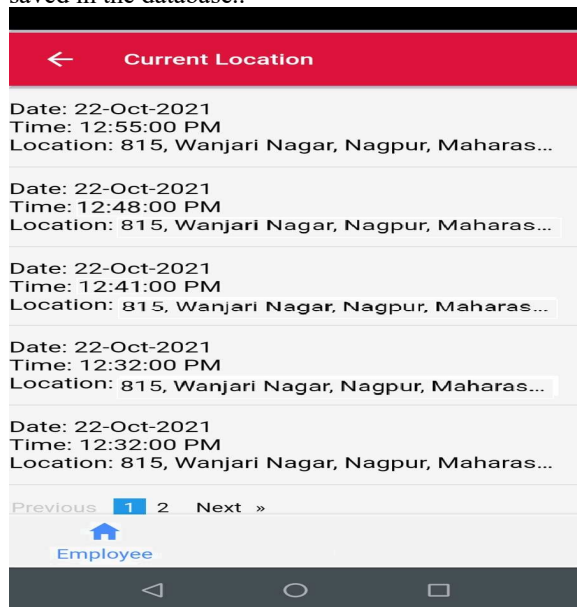 saved in the database..
Current Location
Date: 22-Oct-2021
Time: 12:55:00 PM
Location: 815, Wanjari Nagar, Nagpur, Maharas...
Date: 22-Oct-2021
Time: 12:48:00 PM
Location: 815, Wanjari Nagar, Nagpur, Maharas...
Date: 22-Oct-2021
Time: 12:41:00 PM
Location: 815, Wanjari Nagar, Nagpur, Maharas...
Date: 22-Oct-2021
Time: 12:32:00 PM
Location: 815, Wanjari Nagar, Nagpur, Maharas...
Date: 22-Oct-2021
Time: 12:32:00 PM
Location: 815, Wanjari Nagar, Nagpur, Maharas...
Previous 1 2 Next »
Employee